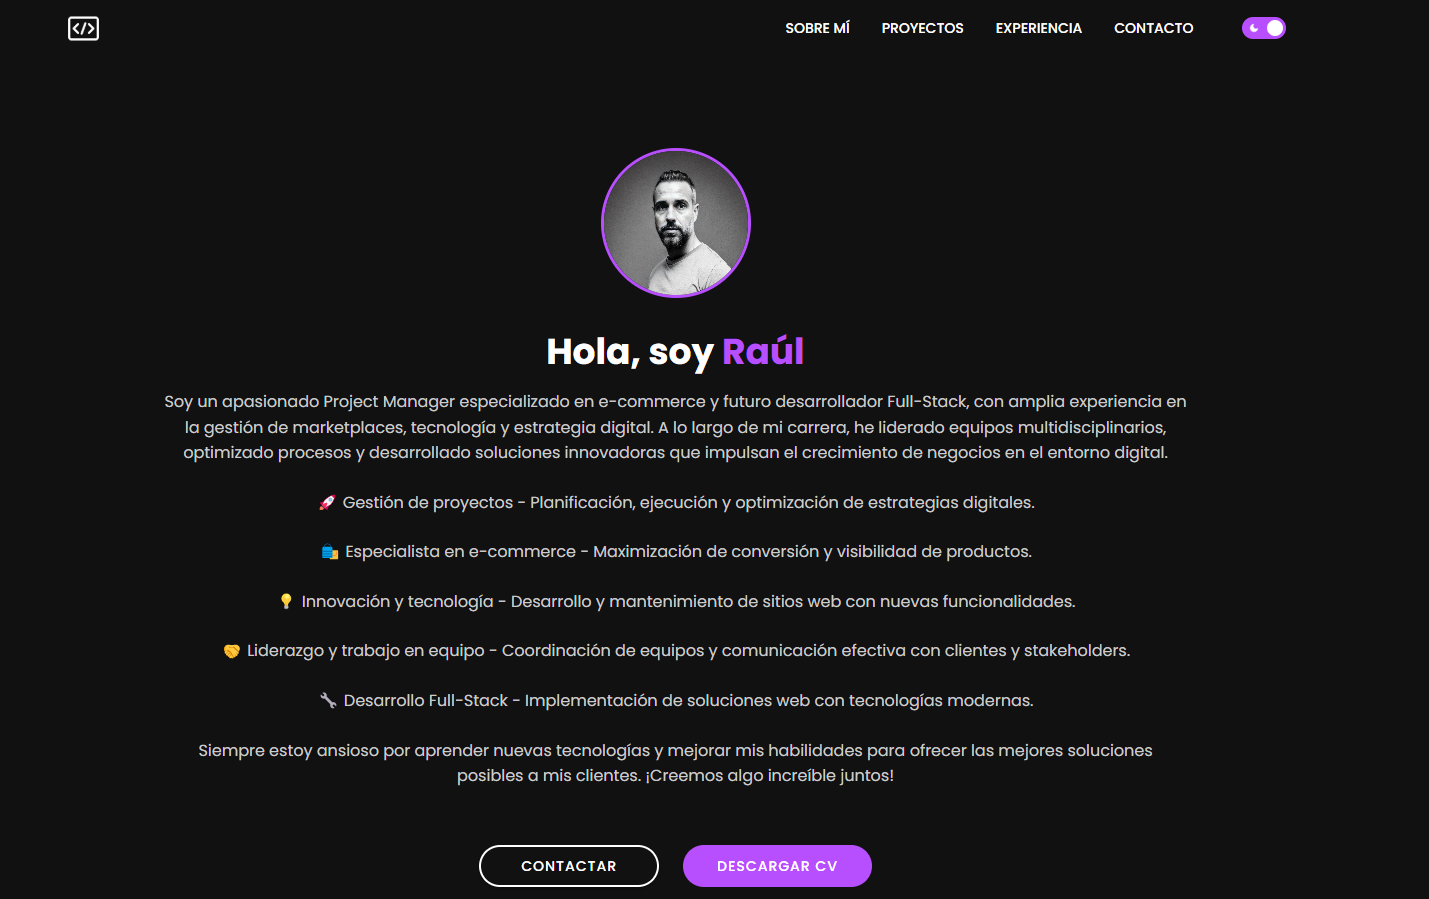 </>
SOBRE MÍ PROYECTOS EXPERIENCIA CONTACTO
Hola, soy Raúl
Soy un apasionado Project Manager especializado en e-commerce y futuro desarrollador Full-Stack, con amplia experiencia en
la gestión de marketplaces, tecnología y estrategia digital. A lo largo de mi carrera, he liderado equipos multidisciplinarios,
optimizado procesos y desarrollado soluciones innovadoras que impulsan el crecimiento de negocios en el entorno digital.
🚀 Gestión de proyectos - Planificación, ejecución y optimización de estrategias digitales.
🛍️ Especialista en e-commerce - Maximización de conversión y visibilidad de productos.
💡 Innovación y tecnología - Desarrollo y mantenimiento de sitios web con nuevas funcionalidades.
🤝 Liderazgo y trabajo en equipo - Coordinación de equipos y comunicación efectiva con clientes y stakeholders.
🔧 Desarrollo Full-Stack - Implementación de soluciones web con tecnologías modernas.
Siempre estoy ansioso por aprender nuevas tecnologías y mejorar mis habilidades para ofrecer las mejores soluciones
posibles a mis clientes. ¡Creemos algo increíble juntos!
CONTACTAR DESCARGAR CV